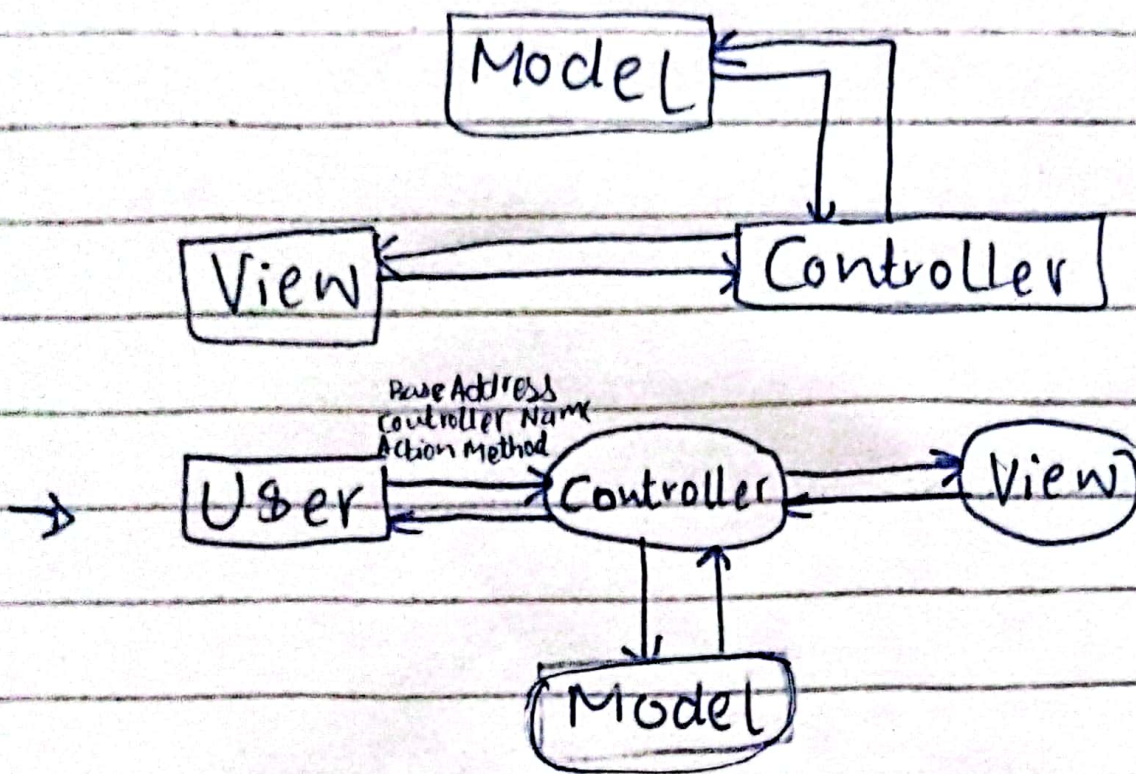 Model
View
Controller
Base Address
Controller Name
Action Method
User
Controller
View
Model